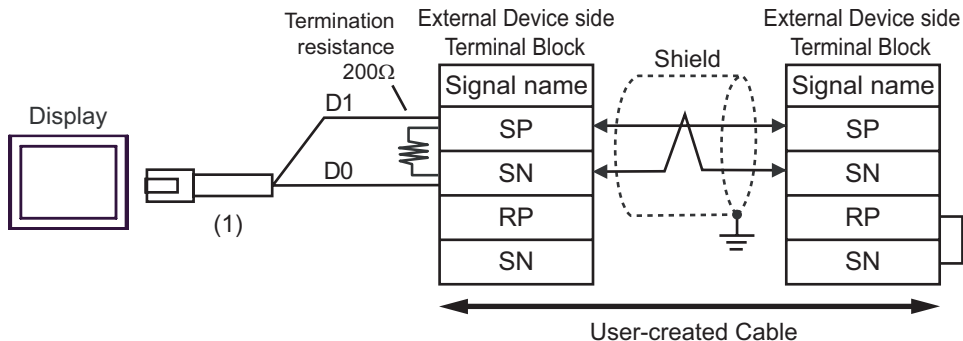 Termination
resistance
200Ω
External Device side
Terminal Block
External Device side
Terminal Block
Shield
Display
D1
D0
(1)
Signal name
SP
SN
RP
SN
Signal name
SP
SN
RP
SN
User-created Cable